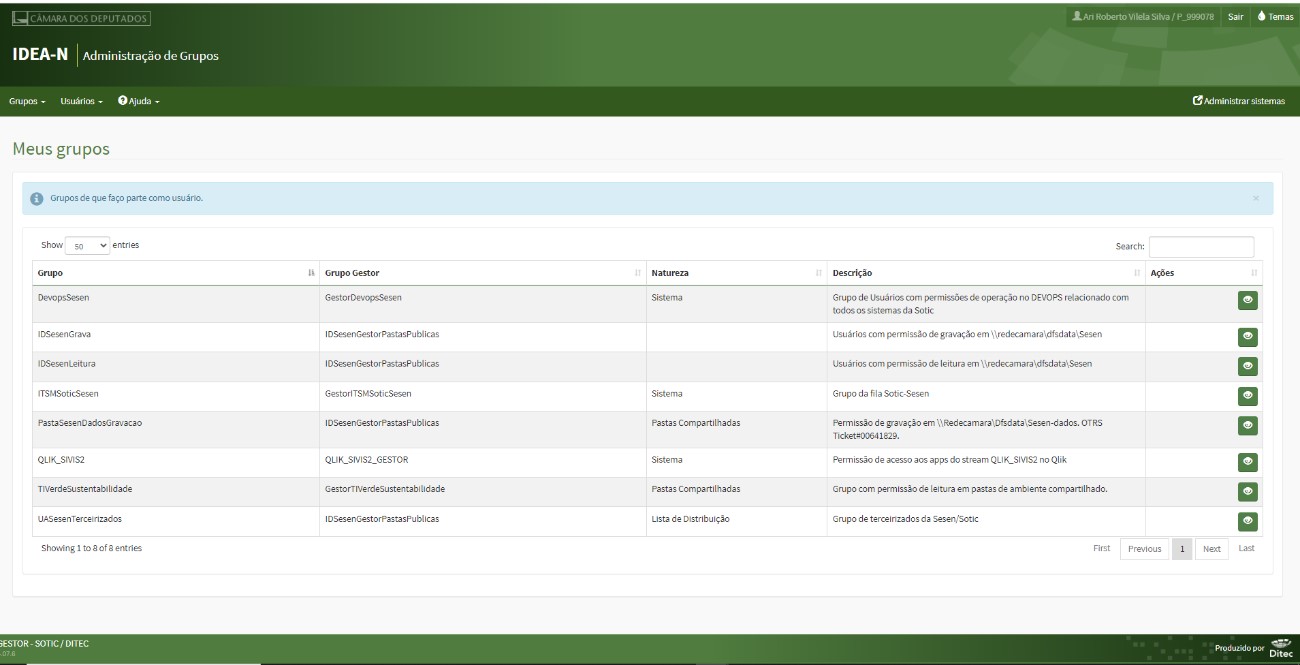 CÂMARA DOS DEPUTADOS
Ari Roberto Vilela Silva / P_999078 Sair Temas
IDEA-N Administração de Grupos
Grupos Usuários Ajuda Administrar sistemas
Meus grupos
Grupos de que faço parte como usuário. ×
Show 50 entries Search:
Grupo Grupo Gestor Natureza Descrição Ações
DevopsSesen GestorDevopsSesen Sistema Grupo de Usuários com permissões de operação no DEVOPS relacionado com
todos os sistemas da Sotic
IDSesenGrava IDSesenGestorPastasPublicas Usuários com permissão de gravação em \\redecamara\dfsdata\Sesen
IDSesenLeitura IDSesenGestorPastasPublicas Usuários com permissão de leitura em \\redecamara\dfsdata\Sesen
ITSMSoticSesen GestorITSMSoticSesen Sistema Grupo da fila Sotic-Sesen
PastaSesenDadosGravacao IDSesenGestorPastasPublicas Pastas Compartilhadas Permissão de gravação em \\Redecamara\Dfsdata\Sesen-dados. OTRS
Ticket#00641829.
QLIK_SIVIS2 QLIK_SIVIS2_GESTOR Sistema Permissão de acesso aos apps do stream QLIK_SIVIS2 no Qlik
TIVerdeSustentabilidade GestorTIVerdeSustentabilidade Pastas Compartilhadas Grupo com permissão de leitura em pastas de ambiente compartilhado.
UASesenTerceirizados IDSesenGestorPastasPublicas Lista de Distribuição Grupo de terceirizados da Sesen/Sotic
Showing 1 to 8 of 8 entries First Previous 1 Next Last
GESTOR - SOTIC / DITEC
.07.6
Produzido por Ditec